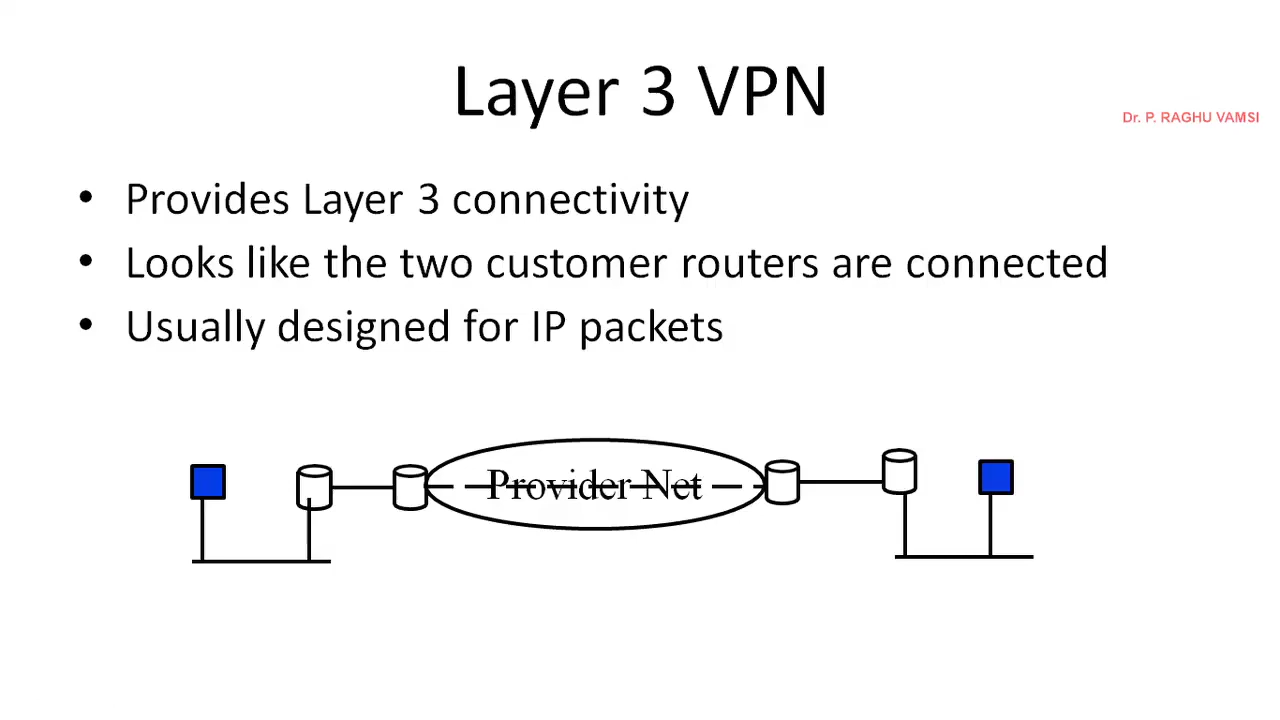 Layer 3 VPN
Dr. P. RAGHU VAMSI
• Provides Layer 3 connectivity
• Looks like the two customer routers are connected
• Usually designed for IP packets
Provider Net